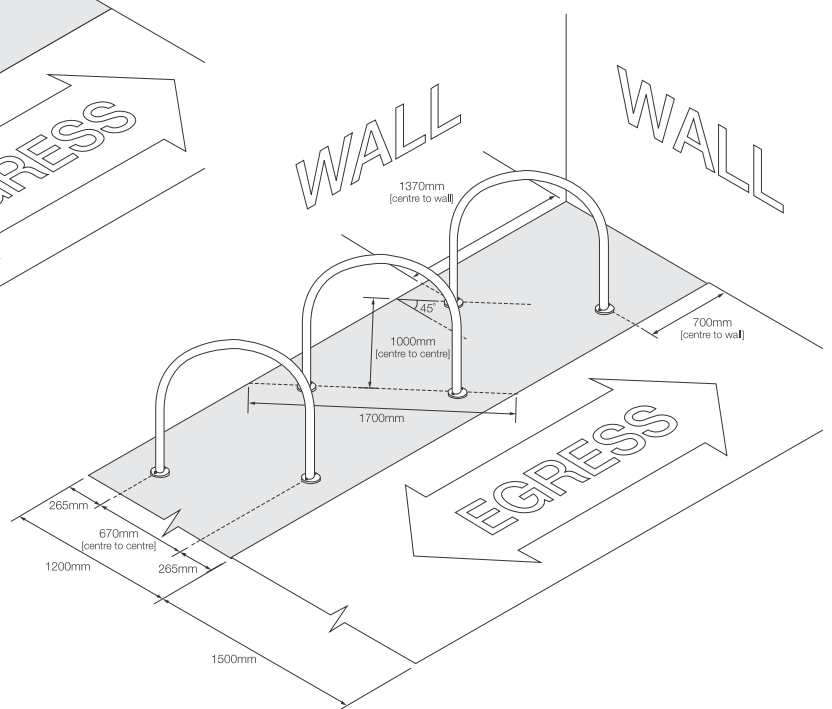 WALL
WALL
GRESS
1370mm
[centre to wall]
45°
1000mm
[centre to centre]
700mm
[centre to wall]
1700mm
EGRESS
265mm
670mm
[centre to centre]
265mm
1200mm
1500mm